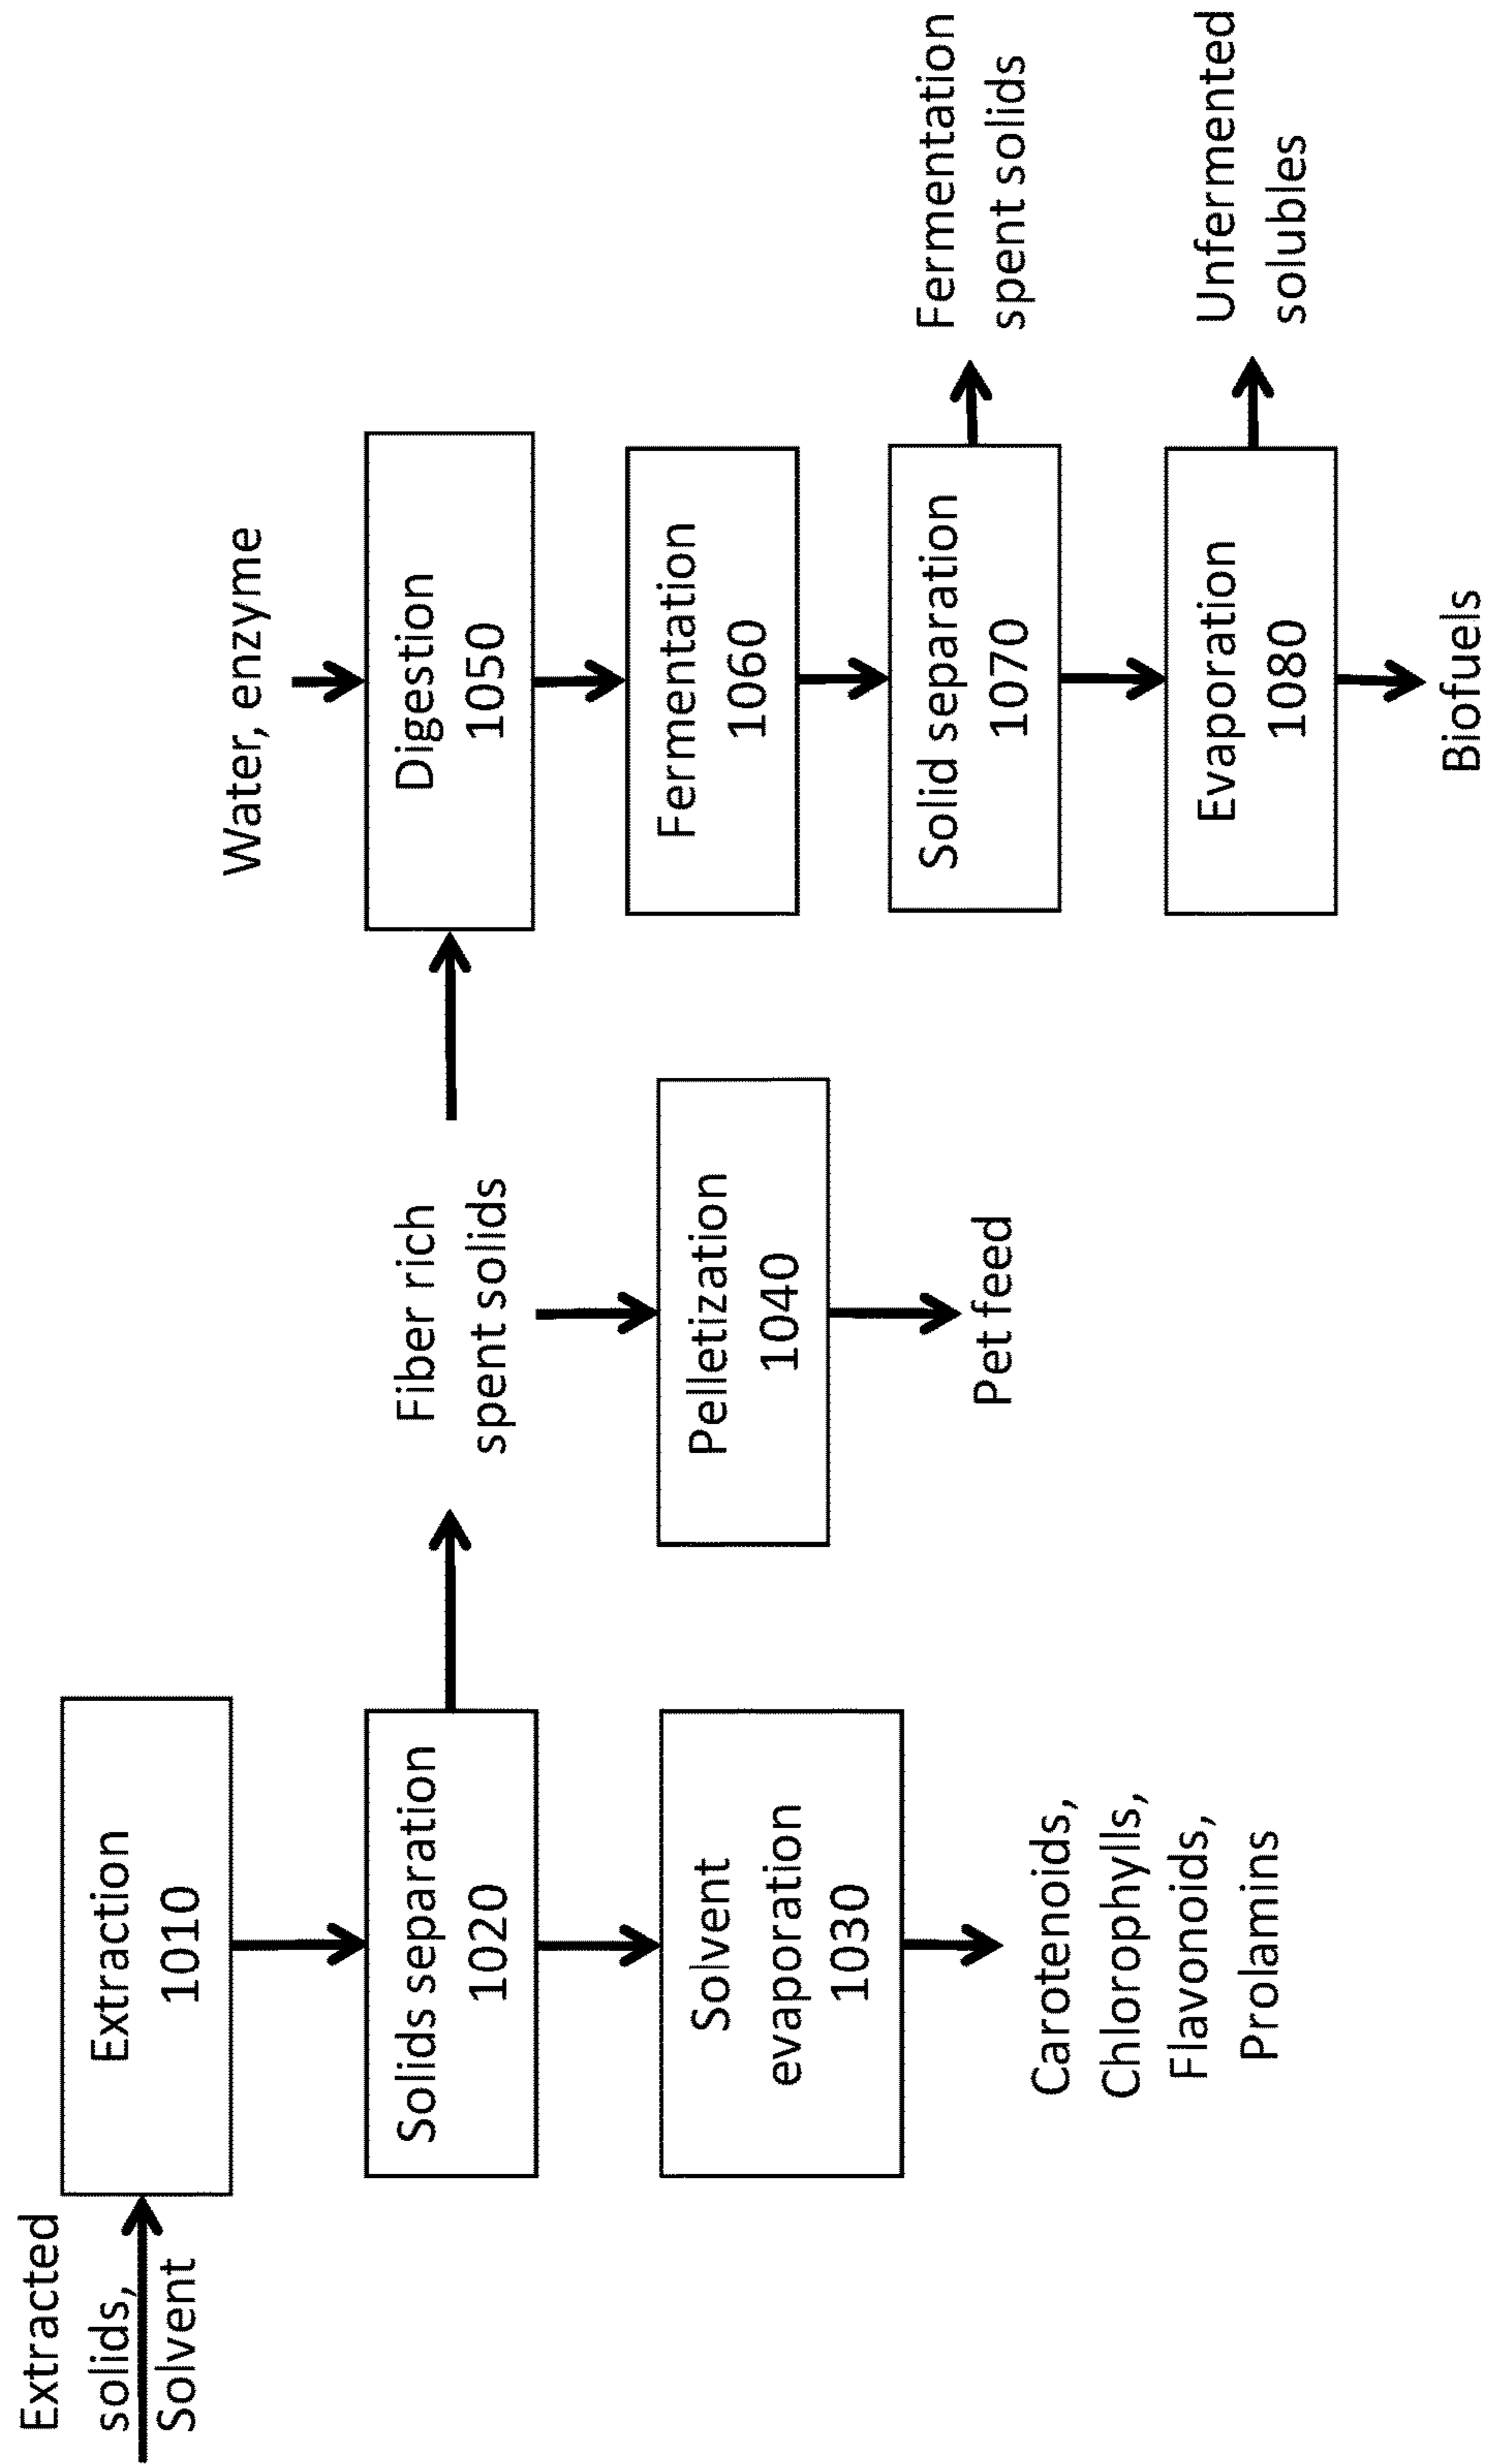 Extracted
solids,
Solvent
Extraction
1010
Solids separation
1020
Solvent
evaporation
1030
Carotenoids,
Chlorophylls,
Flavonoids,
Prolamins
Fiber rich
spent solids
Pelletization
1040
Pet feed
Water, enzyme
Digestion
1050
Fermentation
1060
Solid separation
1070
Fermentation
spent solids
Evaporation
1080
Unfermented
solubles
Biofuels